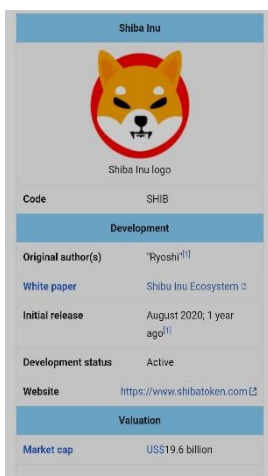 Shiba Inu
Shiba Inu logo
Code SHIB
Development
Original author(s) "Ryoshi"[1]
White paper Shibu Inu Ecosystem
Initial release August 2020; 1 year
ago[1]
Development status Active
Website https://www.shibatoken.com
Valuation
Market cap US$19.6 billion